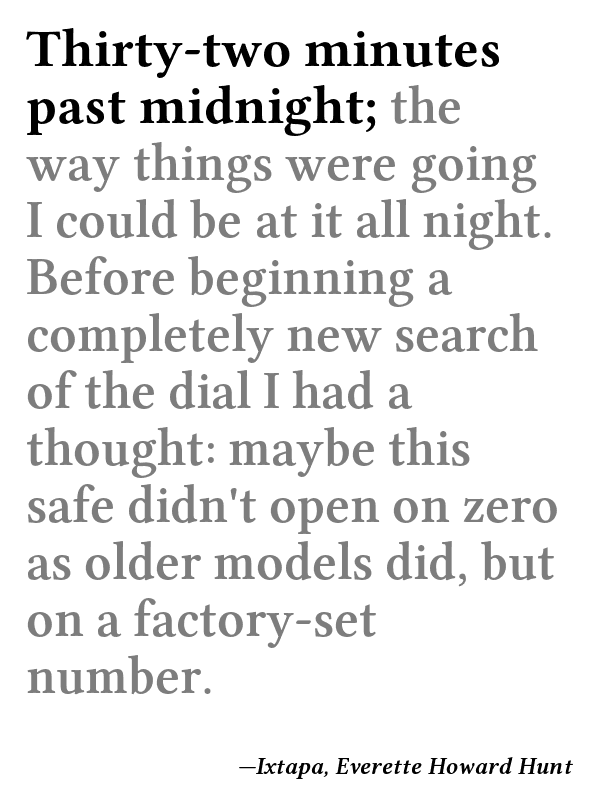 Thirty-two minutes
past midnight; the
way things were going
I could be at it all night.
Before beginning a
completely new search
of the dial I had a
thought: maybe this
safe didn't open on zero
as older models did, but
on a factory-set
number.
—Ixtapa, Everette Howard Hunt